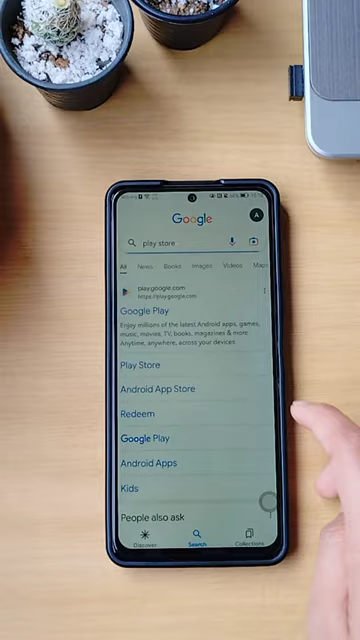 Google
A
play store
All News Books Images Videos Maps
play.google.com
https://play.google.com
Google Play
Enjoy millions of the latest Android apps, games,
music, movies, TV, books, magazines & more.
Anytime, anywhere, across your devices.
Play Store
Android App Store
Redeem
Google Play
Android Apps
Kids
People also ask
Discover Search Collections